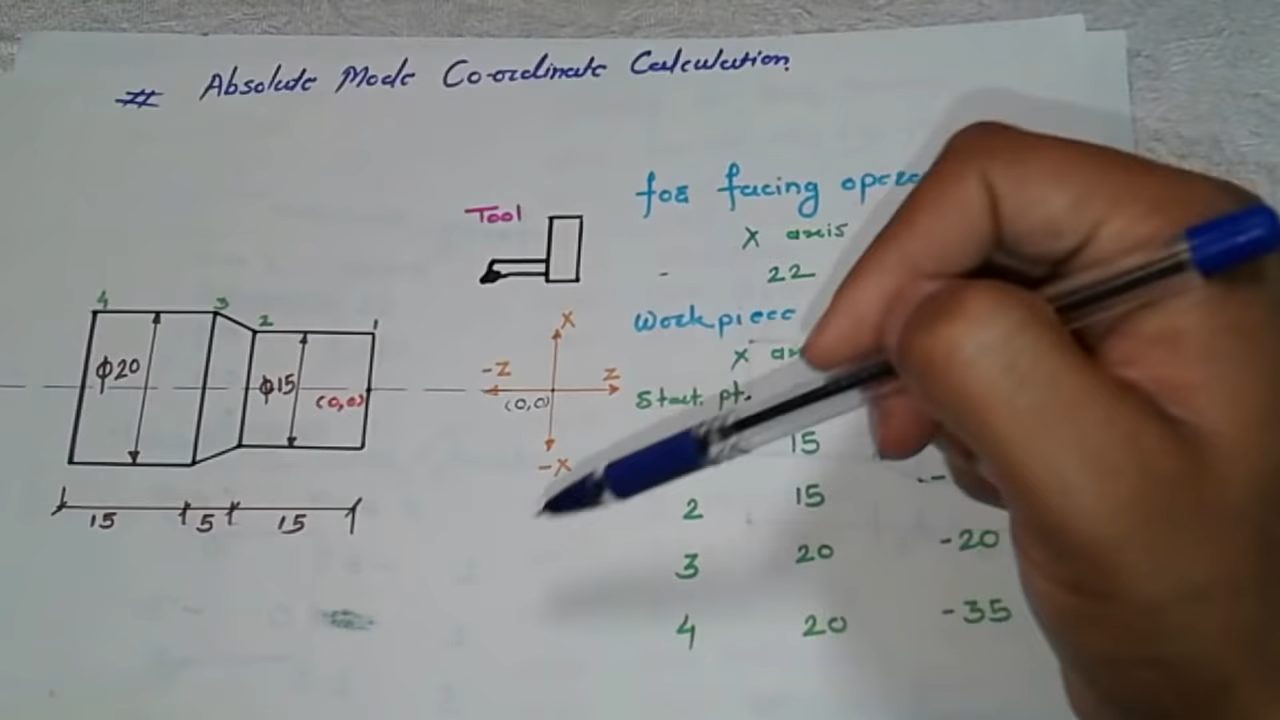 # Absolute Mode Co-ordinate Calculation
for facing
Tool
X axis
- 22
Workpiece
X
-Z Z
(0,0)
-X
X
Start. pt.
15
2 15 -
3 20 -20
4 20 -35
4 3 2 1
ϕ20 ϕ15 (0,0)
15 5 15